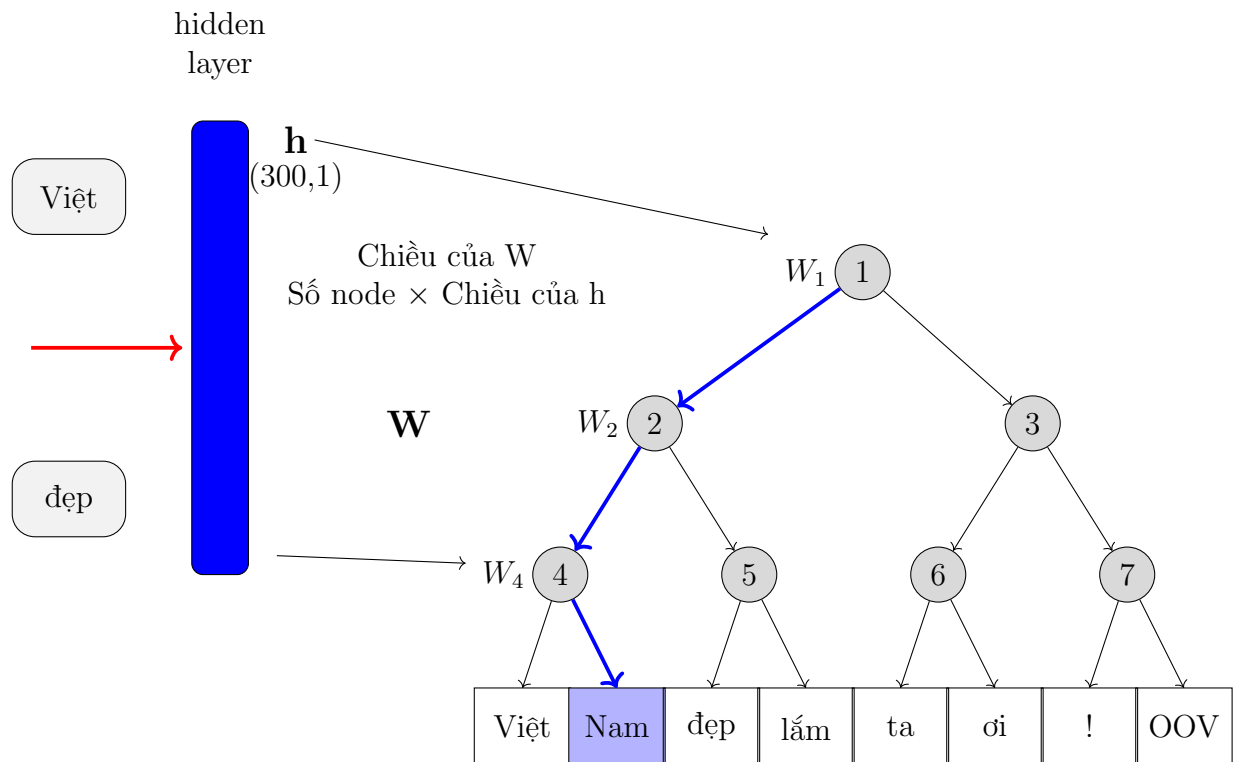 hidden
layer
h
(300,1)
Việt
Chiều của W
Số node × Chiều của h
W1
1
W
W2
2
3
đẹp
W4
4
5
6
7
Việt
Nam
đẹp
lắm
ta
ơi
!
OOV